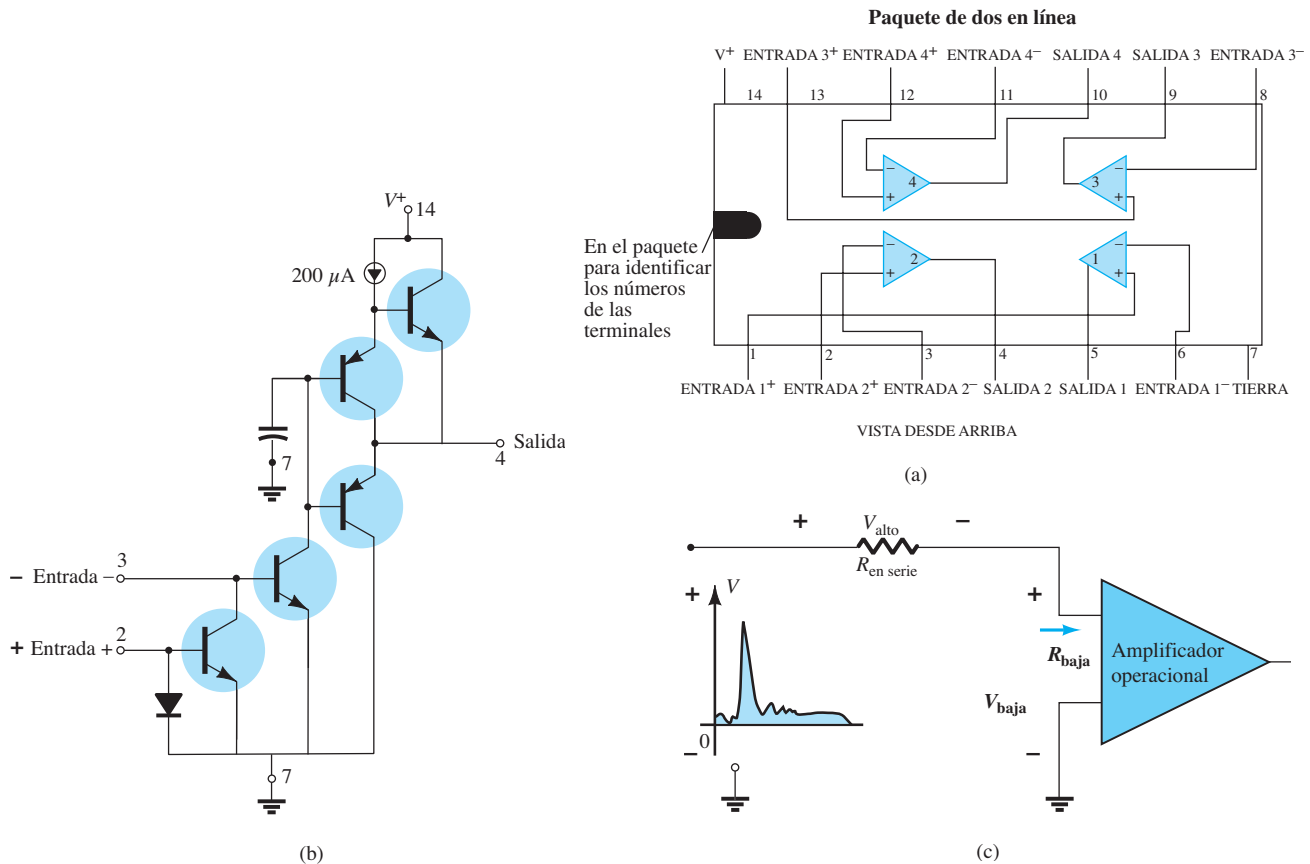 Paquete de dos en línea
V+ ENTRADA 3+ ENTRADA 4+ ENTRADA 4− SALIDA 4 SALIDA 3 ENTRADA 3−
14 13 12 11 10 9 8
− 4 +
3 − +
− 2 +
1 − +
En el paquete
para identificar
los números
de las
terminales
1 2 3 4 5 6 7
ENTRADA 1+ ENTRADA 2+ ENTRADA 2− SALIDA 2 SALIDA 1 ENTRADA 1− TIERRA
VISTA DESDE ARRIBA
(a)
V+ 14
200 µA
7
Salida
4
3
− Entrada −
2
+ Entrada +
7
(b)
+ Valto −
Ren serie
+ V
+
Rbaja
Amplificador
operacional
Vbaja
− 0
−
(c)